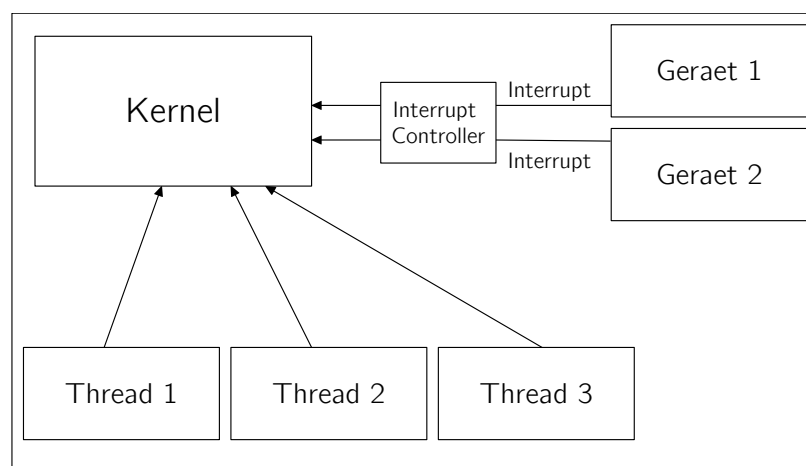 Kernel
Interrupt
Controller
Interrupt
Interrupt
Geraet 1
Geraet 2
Thread 1
Thread 2
Thread 3